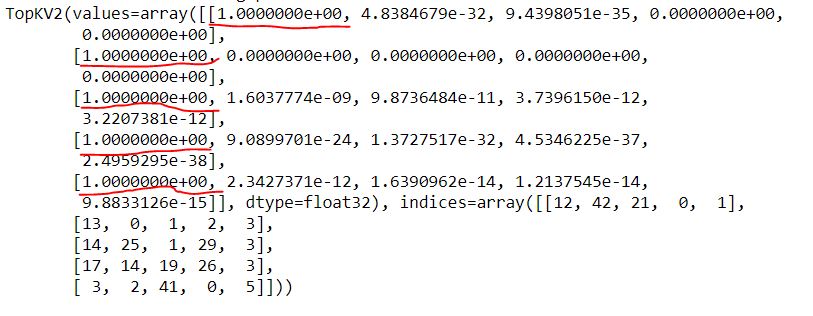 TopKV2(values=array([[1.0000000e+00, 4.8384679e-32, 9.4398051e-35, 0.0000000e+00,
0.0000000e+00],
[1.0000000e+00, 0.0000000e+00, 0.0000000e+00, 0.0000000e+00,
0.0000000e+00],
[1.0000000e+00, 1.6037774e-09, 9.8736484e-11, 3.7396150e-12,
3.2207381e-12],
[1.0000000e+00, 9.0899701e-24, 1.3727517e-32, 4.5346225e-37,
2.4959295e-38],
[1.0000000e+00, 2.3427371e-12, 1.6390962e-14, 1.2137545e-14,
9.8833126e-15]], dtype=float32), indices=array([[12, 42, 21, 0, 1],
[13, 0, 1, 2, 3],
[14, 25, 1, 29, 3],
[17, 14, 19, 26, 3],
[ 3, 2, 41, 0, 5]]))